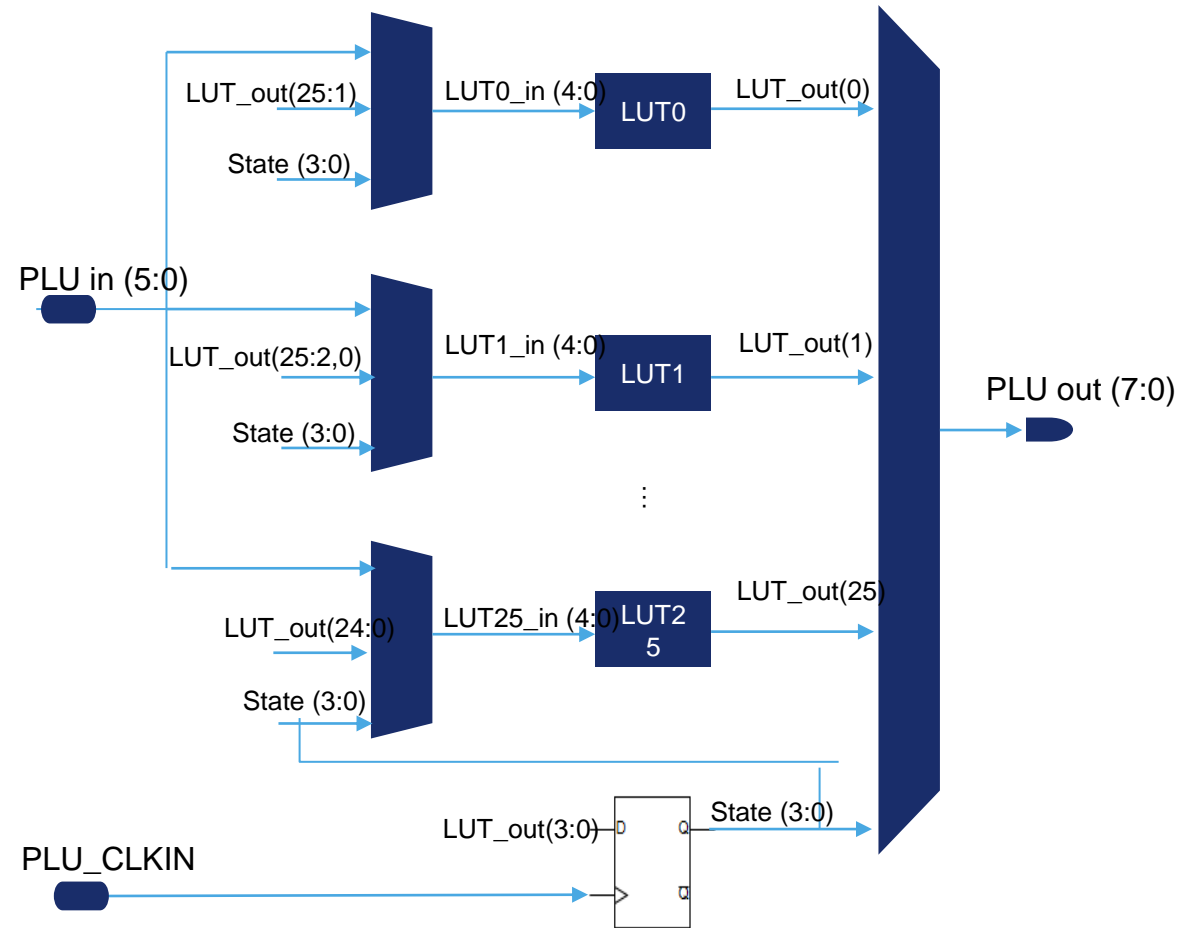 LUT_out(25:1)
LUT0_in (4:0)
LUT0
LUT_out(0)
State (3:0)
PLU in (5:0)
LUT_out(25:2,0)
LUT1_in (4:0)
LUT1
LUT_out(1)
PLU out (7:0)
State (3:0)
⋮
LUT_out(24:0)
LUT25_in (4:0)
LUT2
5
LUT_out(25)
State (3:0)
LUT_out(3:0)
D
Q
State (3:0)
PLU_CLKIN
Q̅